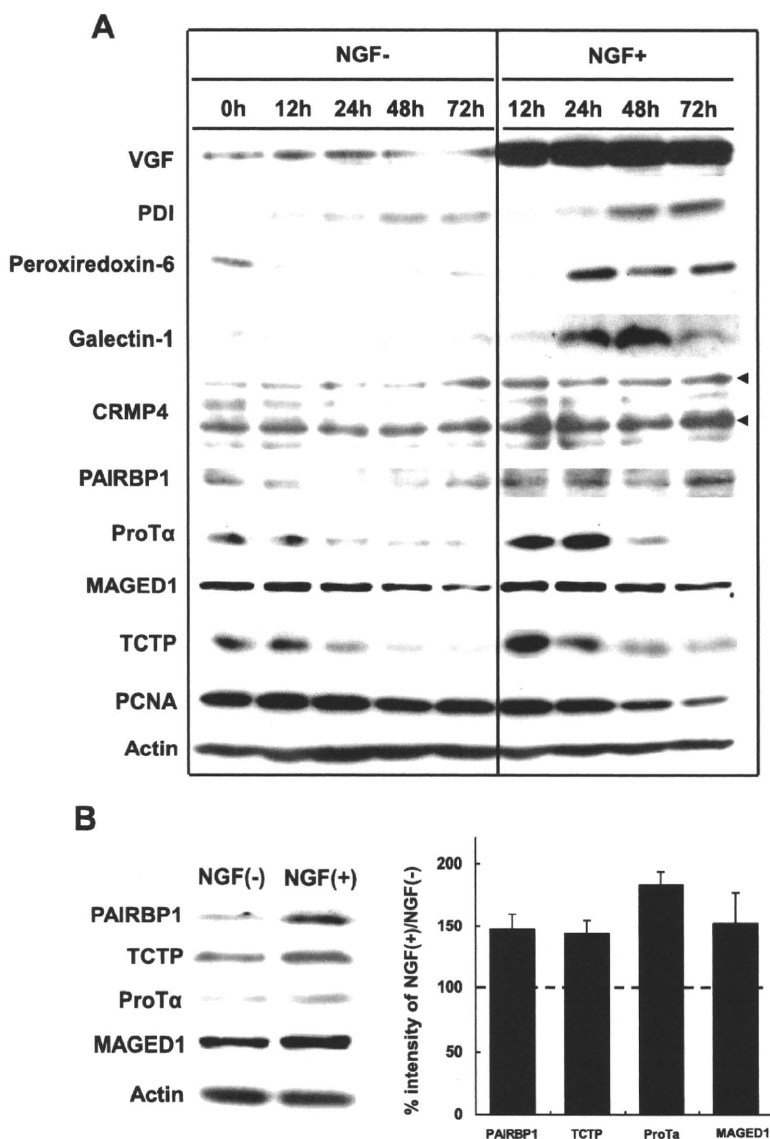 A
NGF- NGF+
0h 12h 24h 48h 72h 12h 24h 48h 72h
VGF
PDI
Peroxiredoxin-6
Galectin-1
CRMP4
PAIRBP1
ProTα
MAGED1
TCTP
PCNA
Actin
B
NGF(-) NGF(+)
PAIRBP1
TCTP
ProTα
MAGED1
Actin
% intensity of NGF(+)/NGF(-)
200
150
100
50
0
PAIRBP1 TCTP ProTa MAGED1